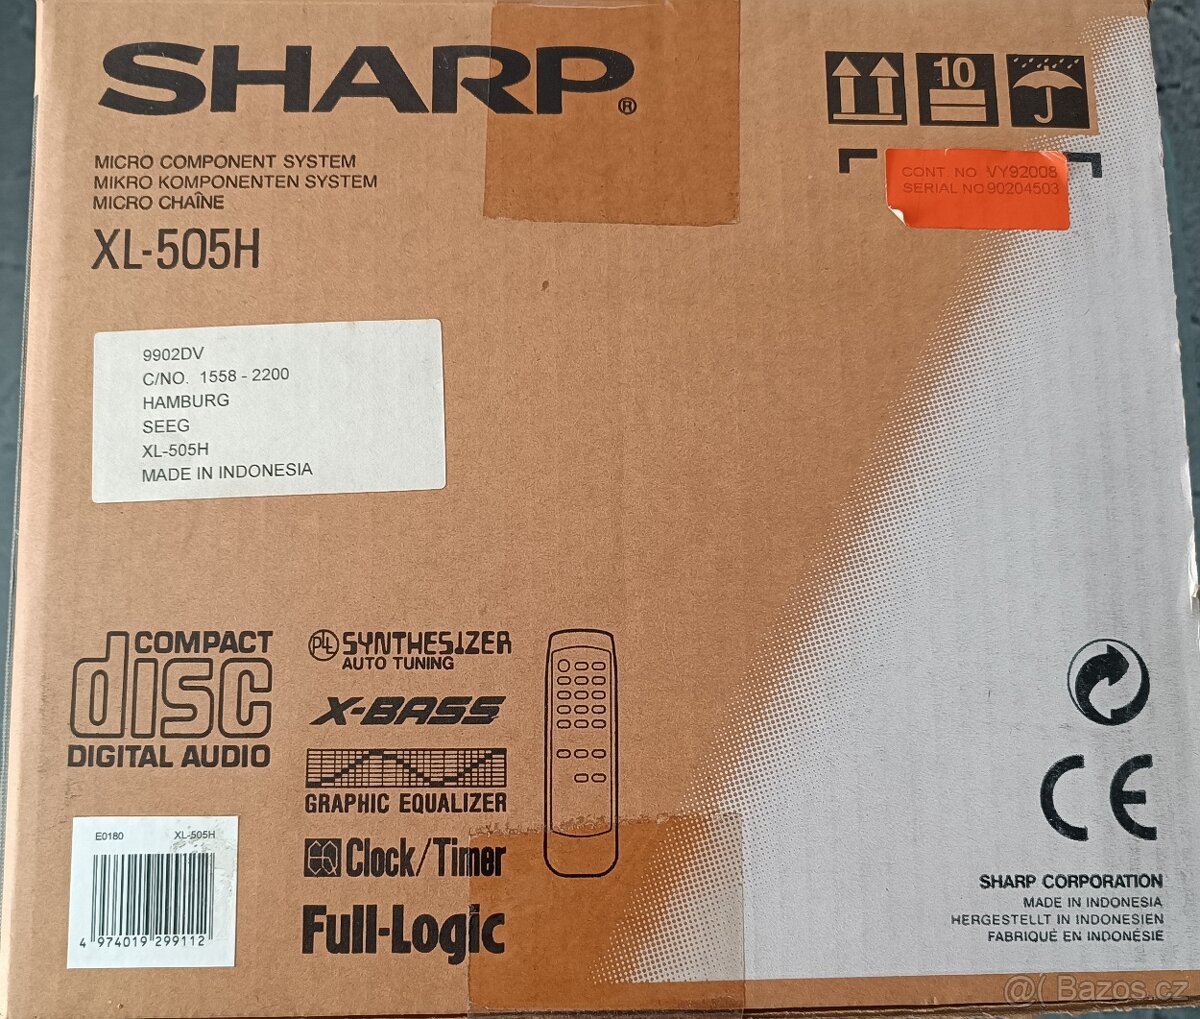 SHARP®
10
MICRO COMPONENT SYSTEM
MIKRO KOMPONENTEN SYSTEM
MICRO CHAÎNE
XL-505H
CONT. NO VY92008
SERIAL NO 90204503
9902DV
C/NO. 1558 - 2200
HAMBURG
SEEG
XL-505H
MADE IN INDONESIA
COMPACT
disc
DIGITAL AUDIO
PLL SYNTHESIZER
AUTO TUNING
X-BASS
GRAPHIC EQUALIZER
Clock/Timer
Full-Logic
E0180 XL-505H
4 974019 299112
CE
SHARP CORPORATION
MADE IN INDONESIA
HERGESTELLT IN INDONESIEN
FABRIQUÉ EN INDONÉSIE
@( Bazos.cz